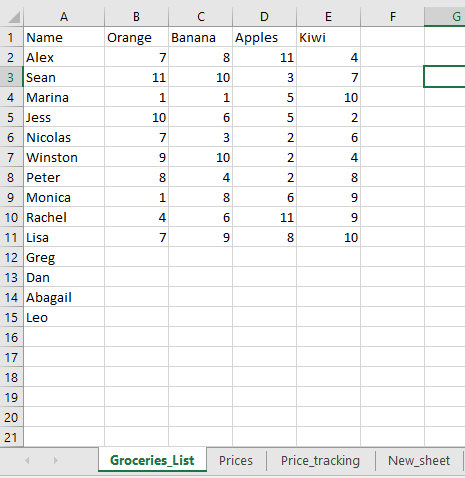 A B C D E F G
1 Name Orange Banana Apples Kiwi
2 Alex 7 8 11 4
3 Sean 11 10 3 7
4 Marina 1 1 5 10
5 Jess 10 6 5 2
6 Nicolas 7 3 2 6
7 Winston 9 10 2 4
8 Peter 8 4 2 8
9 Monica 1 8 6 9
10 Rachel 4 6 11 9
11 Lisa 7 9 8 10
12 Greg
13 Dan
14 Abagail
15 Leo
16
17
18
19
20
21
Groceries_List Prices Price_tracking New_sheet